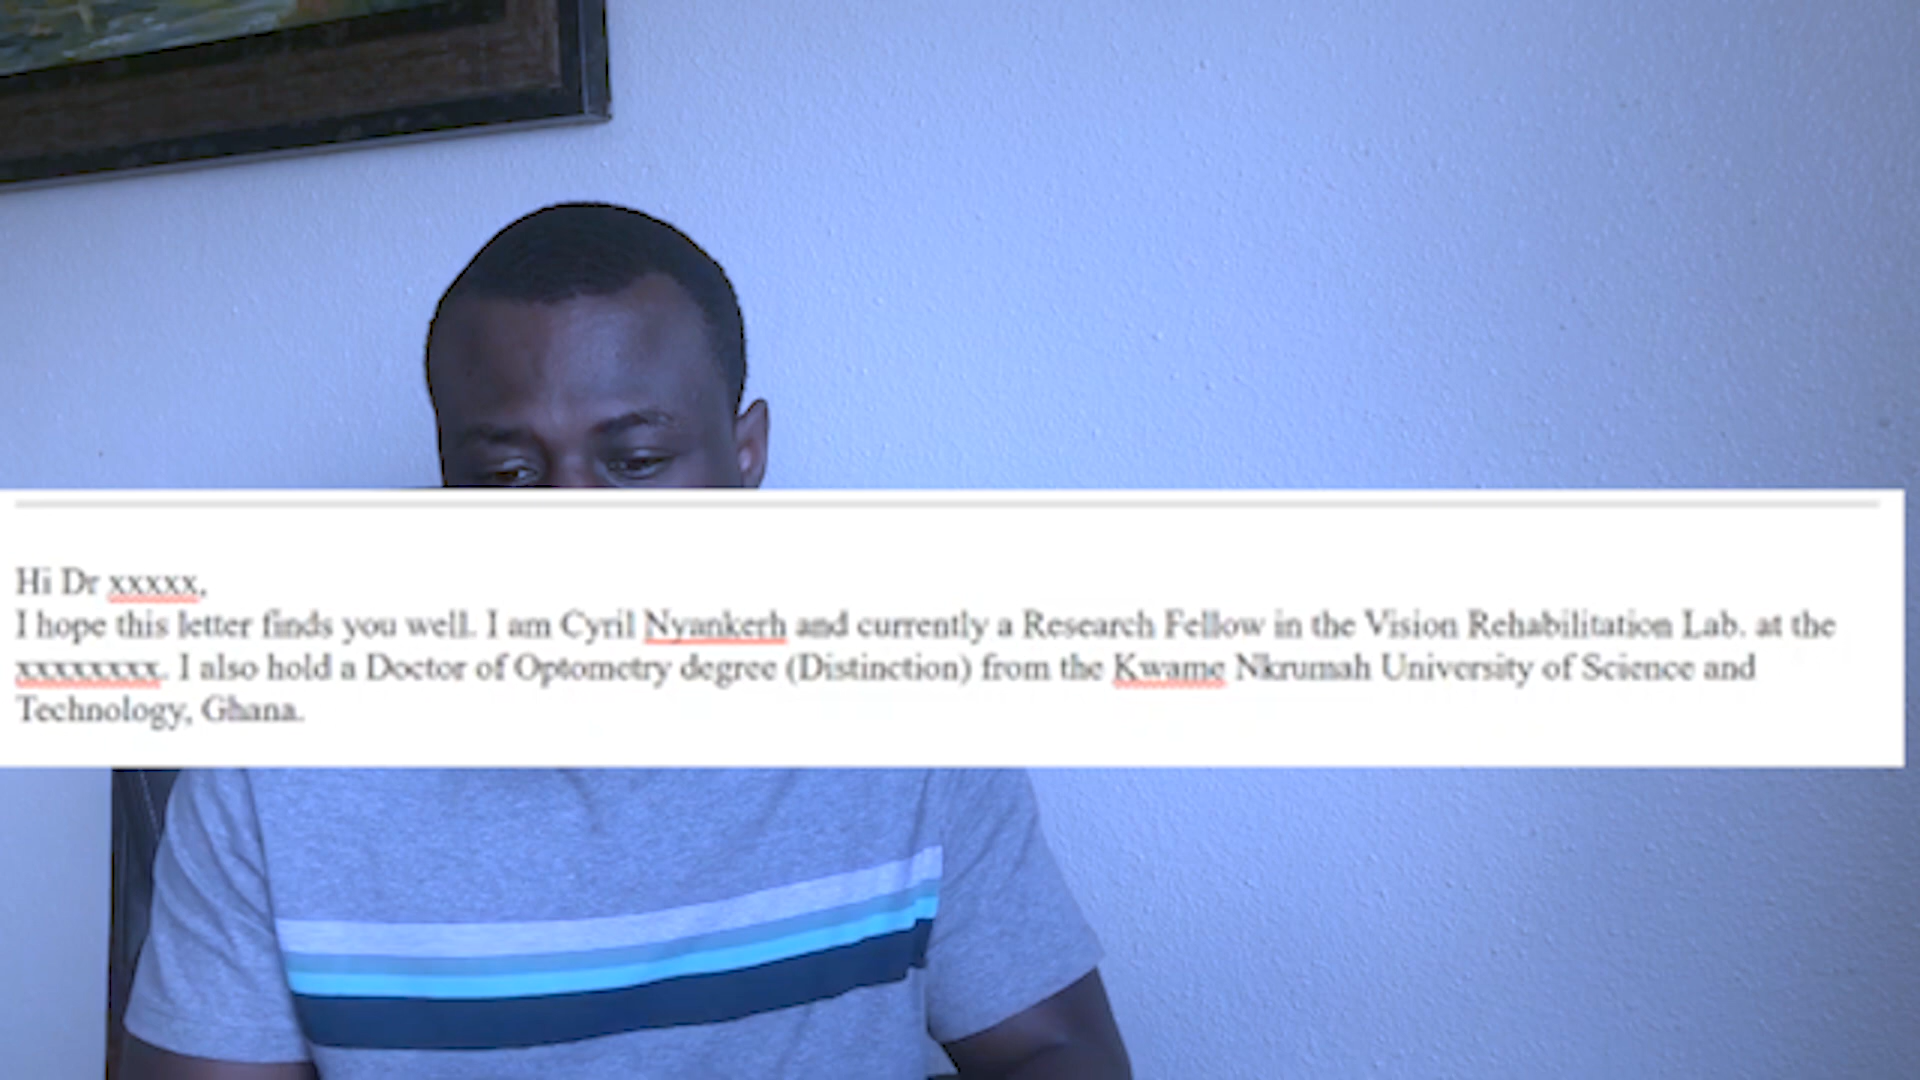 Hi Dr xxxxx,
I hope this letter finds you well. I am Cyril Nyankerh and currently a Research Fellow in the Vision Rehabilitation Lab. at the
xxxxxxxx. I also hold a Doctor of Optometry degree (Distinction) from the Kwame Nkrumah University of Science and
Technology, Ghana.